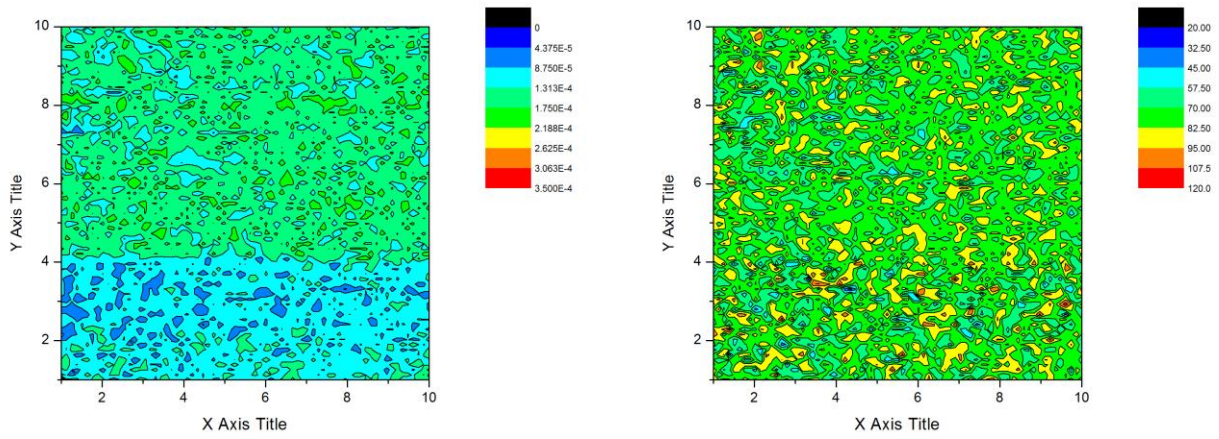 10
8
6
4
2
Y Axis Title
2 4 6 8 10
X Axis Title
0
4.375E-5
8.750E-5
1.313E-4
1.750E-4
2.188E-4
2.625E-4
3.063E-4
3.500E-4
10
8
6
4
2
Y Axis Title
2 4 6 8 10
X Axis Title
20.00
32.50
45.00
57.50
70.00
82.50
95.00
107.5
120.0